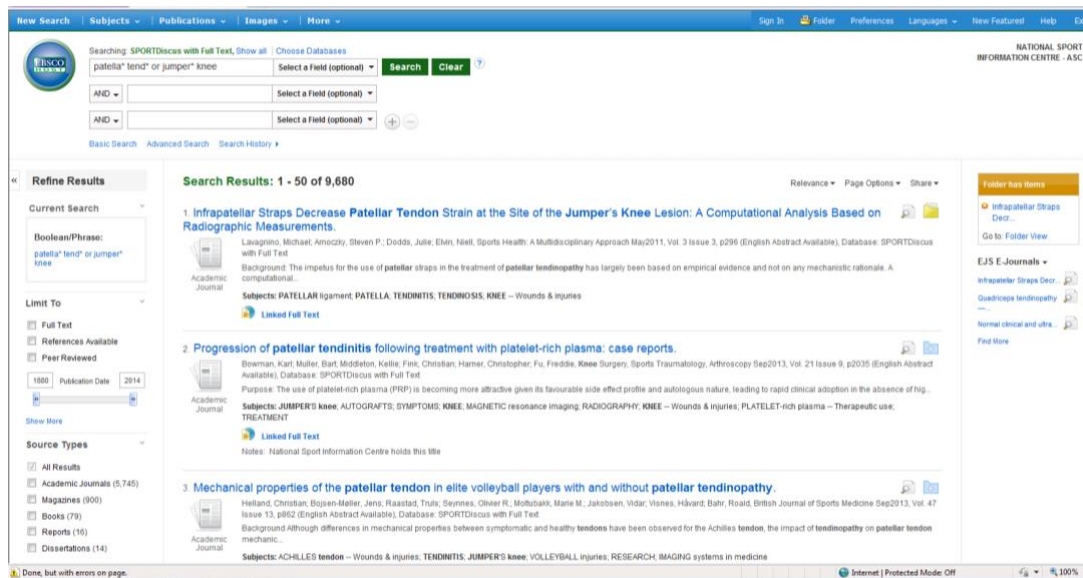 New Search | Subjects | Publications | Images | More
Sign In Folder Preferences Languages New Featured Help Ex
EBSCO HOST
Searching: SPORTDiscus with Full Text, Show all | Choose Databases
NATIONAL SPORT
INFORMATION CENTRE - ASC
patella* tend* or jumper* knee Select a Field (optional) Search Clear ?
AND Select a Field (optional)
AND Select a Field (optional)
Basic Search Advanced Search Search History
« Refine Results
Current Search
Boolean/Phrase:
patella* tend* or jumper*
knee
Limit To
Full Text
References Available
Peer Reviewed
1880 Publication Date 2014
Show More
Source Types
All Results
Academic Journals (5,745)
Magazines (900)
Books (79)
Reports (16)
Dissertations (14)
Search Results: 1 - 50 of 9,680
Relevance Page Options Share
1. Infrapatellar Straps Decrease Patellar Tendon Strain at the Site of the Jumper's Knee Lesion: A Computational Analysis Based on
Radiographic Measurements.
Academic
Journal
Lavagnino, Michael; Arnoczky, Steven P.; Dodds, Julie; Elvin, Niell, Sports Health: A Multidisciplinary Approach May2011, Vol. 3 Issue 3, p296 (English Abstract Available), Database: SPORTDiscus
with Full Text
Background: The impetus for the use of patellar straps in the treatment of patellar tendinopathy has largely been based on empirical evidence and not on any mechanistic rationale. A
computational...
Subjects: PATELLAR ligament; PATELLA; TENDINITIS; TENDINOSIS; KNEE -- Wounds & injuries
Linked Full Text
2. Progression of patellar tendinitis following treatment with platelet-rich plasma: case reports.
Academic
Journal
Bowman, Karl; Muller, Bart; Middleton, Kellie; Fink, Christian; Harner, Christopher; Fu, Freddie, Knee Surgery, Sports Traumatology, Arthroscopy Sep2013, Vol. 21 Issue 9, p2035 (English Abstract
Available), Database: SPORTDiscus with Full Text
Purpose: The use of platelet-rich plasma (PRP) is becoming more attractive given its favourable side effect profile and autologous nature, leading to rapid clinical adoption in the absence of hig...
Subjects: JUMPER'S knee; AUTOGRAFTS; SYMPTOMS; KNEE; MAGNETIC resonance imaging; RADIOGRAPHY; KNEE -- Wounds & injuries; PLATELET-rich plasma -- Therapeutic use;
TREATMENT
Linked Full Text
Notes: National Sport Information Centre holds this title
3. Mechanical properties of the patellar tendon in elite volleyball players with and without patellar tendinopathy.
Academic
Journal
Helland, Christian; Bojsen-Møller, Jens; Raastad, Truls; Seynnes, Olivier R.; Moltubakk, Marie M.; Jakobsen, Vidar; Visnes, Håvard; Bahr, Roald, British Journal of Sports Medicine Sep2013, Vol. 47
Issue 13, p862 (English Abstract Available), Database: SPORTDiscus with Full Text
Background Although differences in mechanical properties between symptomatic and healthy tendons have been observed for the Achilles tendon, the impact of tendinopathy on patellar tendon
mechanic...
Subjects: ACHILLES tendon -- Wounds & injuries; TENDINITIS; JUMPER'S knee; VOLLEYBALL injuries; RESEARCH; IMAGING systems in medicine
Folder has items
Infrapatellar Straps
Decr...
Go to: Folder View
EJS E-Journals
Infrapatellar Straps Decr...
Quadriceps tendinopathy
—...
Normal clinical and ultra...
Find More
Done, but with errors on page.
Internet | Protected Mode: Off
100%